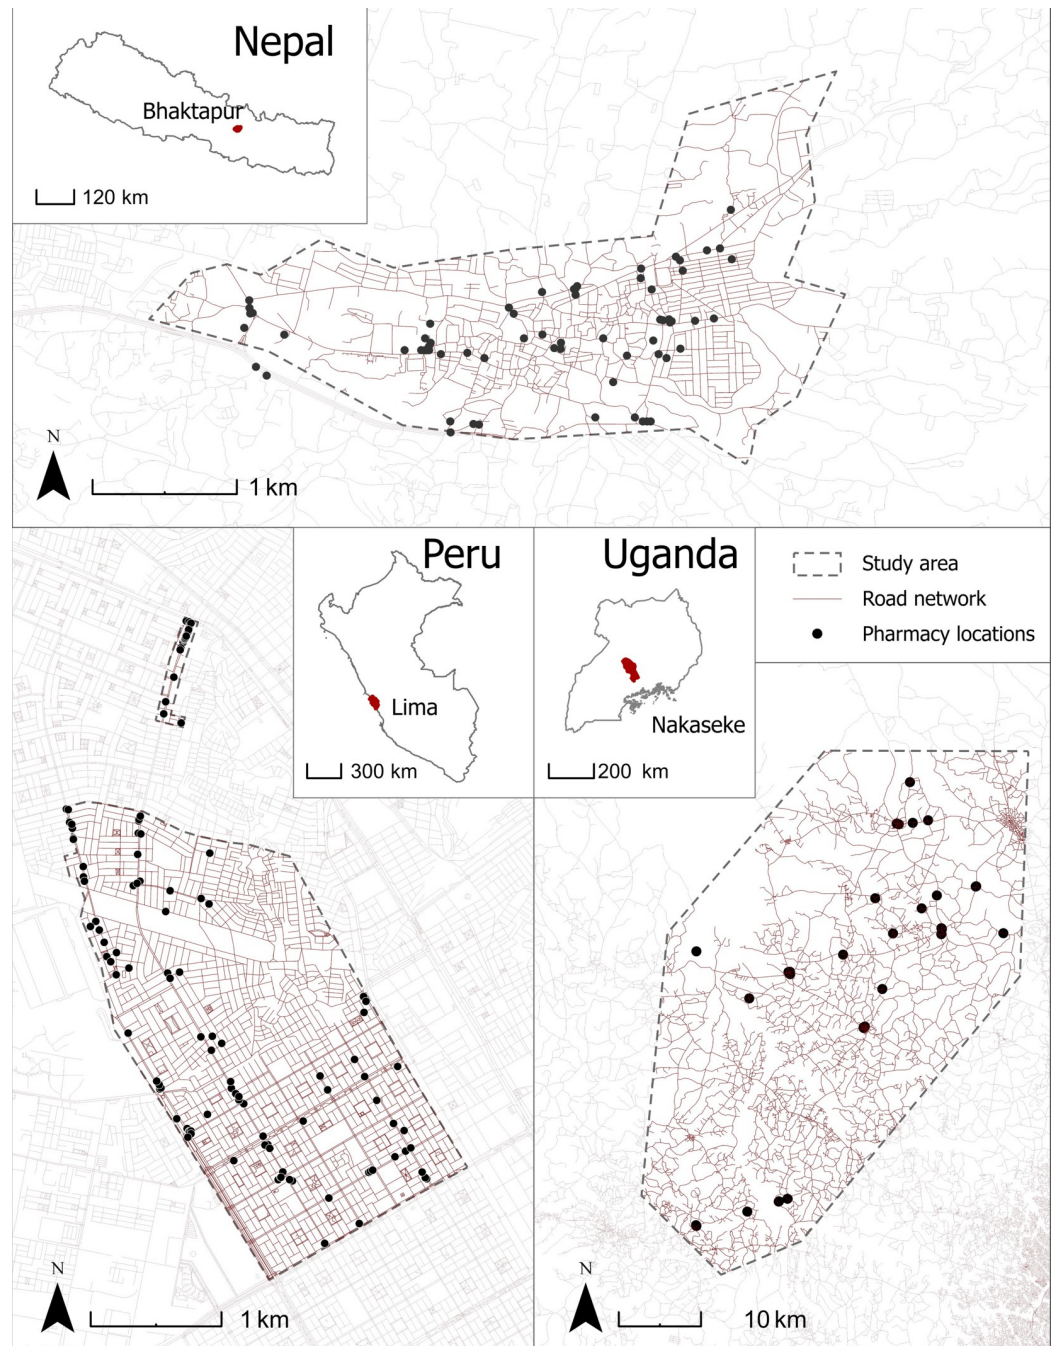 Nepal
Bhaktapur
120 km
N
1 km
Peru
Lima
300 km
Uganda
Nakaseke
200 km
Study area
Road network
Pharmacy locations
N
1 km
N
10 km